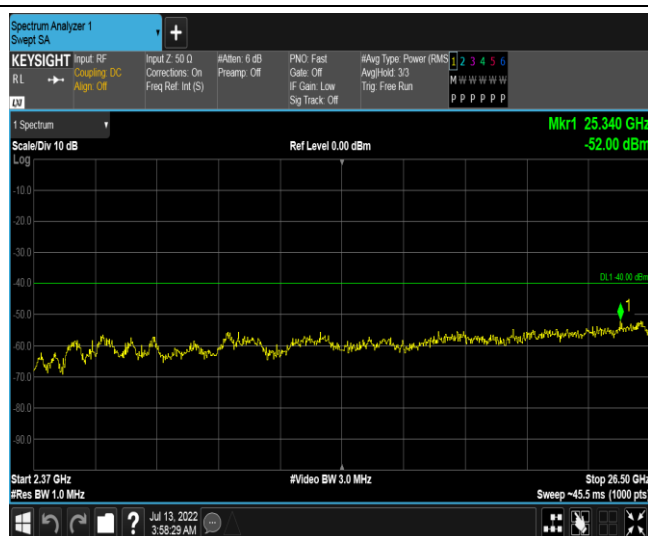 Spectrum Analyzer 1
Swept SA
+
KEYSIGHT
RL
LXI
Input: RF
Coupling: DC
Align: Off
Input Z: 50 Ω
Corrections: On
Freq Ref: Int (S)
#Atten: 6 dB
Preamp: Off
PNO: Fast
Gate: Off
IF Gain: Low
Sig Track: Off
#Avg Type: Power (RMS
Avg|Hold: 3/3
Trig: Free Run
1 2 3 4 5 6
M W W W W W
P P P P P P
1 Spectrum
Mkr1 25.340 GHz
Scale/Div 10 dB
Ref Level 0.00 dBm
-52.00 dBm
Log
-10.0
-20.0
-30.0
DL1 -40.00 dBm
-40.0
1
-50.0
-60.0
-70.0
-80.0
-90.0
Start 2.37 GHz
#Video BW 3.0 MHz
Stop 26.50 GHz
#Res BW 1.0 MHz
Sweep ~45.5 ms (1000 pts)
?
Jul 13, 2022
3:58:29 AM